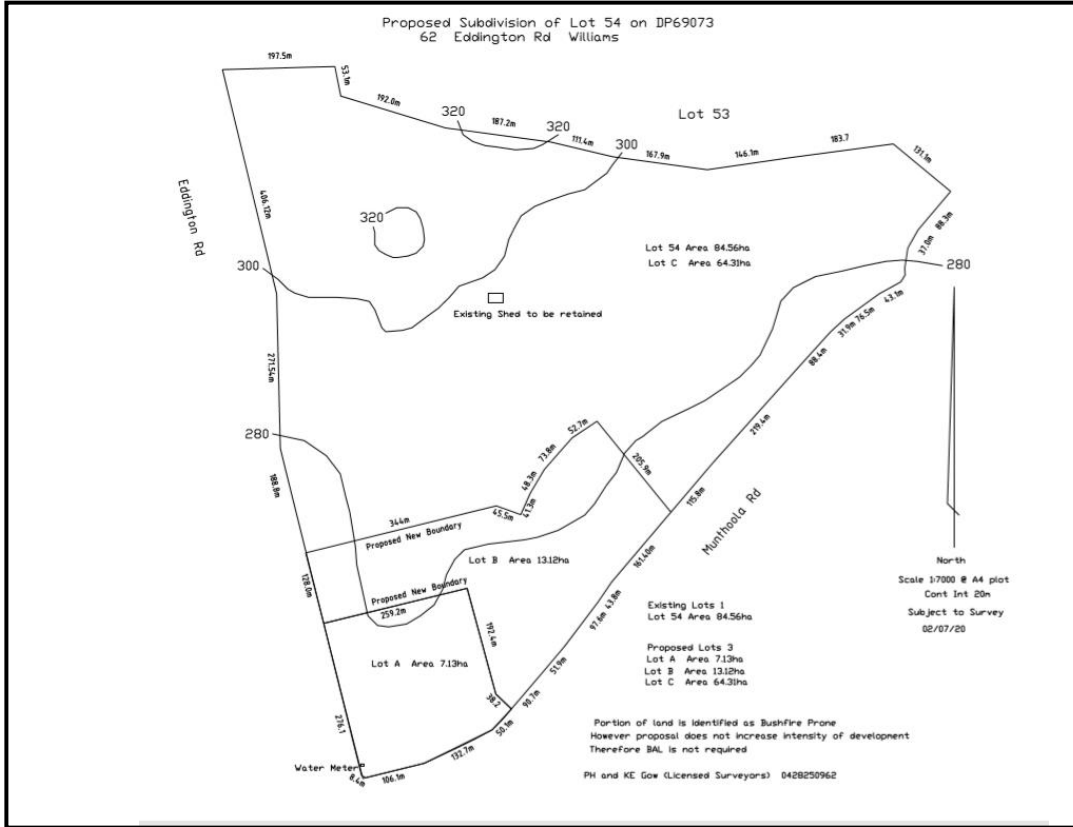 Proposed Subdivision of Lot 54 on DP69073
62 Eddington Rd Williams
197.5m
53.1m
192.0m
320
187.2m
320
111.4m
300
Lot 53
167.9m
146.1m
183.7
131.1m
88.3m
37.0m
406.12m
Eddington Rd
320
Lot 54 Area 84.56ha
Lot C Area 64.31ha
300
280
Existing Shed to be retained
43.1m
76.5m
31.9m
88.4m
271.54m
219.4m
280
52.7m
73.8m
48.3m
41.3m
45.5m
205.9m
115.8m
188.8m
344m
Proposed New Boundary
Munthoola Rd
Lot B Area 13.12ha
161.40m
North
Scale 1:7000 @ A4 plot
Cont Int 20m
Subject to Survey
02/07/20
128.0m
Proposed New Boundary
259.2m
43.8m
97.6m
Existing Lots 1
Lot 54 Area 84.56ha
Proposed Lots 3
Lot A Area 7.13ha
Lot B Area 13.12ha
Lot C Area 64.31ha
192.4m
Lot A Area 7.13ha
51.9m
38.2
90.7m
50.1m
276.1
132.7m
Water Meter
8.4m
106.1m
Portion of land is identified as Bushfire Prone
However proposal does not increase intensity of development
Therefore BAL is not required
PH and KE Gow (Licensed Surveyors) 0428250962